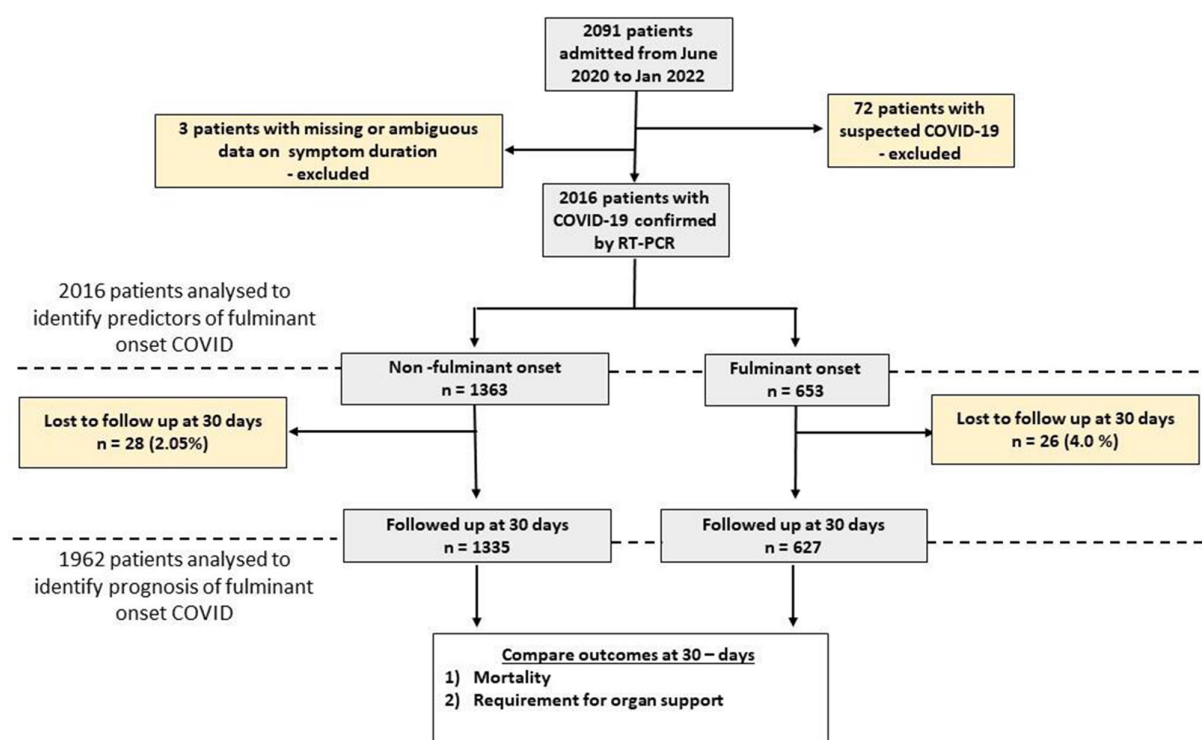 2091 patients
admitted from June
2020 to Jan 2022
3 patients with missing or ambiguous
data on symptom duration
- excluded
72 patients with
suspected COVID-19
- excluded
2016 patients with
COVID-19 confirmed
by RT-PCR
2016 patients analysed to
identify predictors of fulminant
onset COVID
Non -fulminant onset
n = 1363
Fulminant onset
n = 653
Lost to follow up at 30 days
n = 28 (2.05%)
Lost to follow up at 30 days
n = 26 (4.0 %)
Followed up at 30 days
n = 1335
Followed up at 30 days
n = 627
1962 patients analysed to
identify prognosis of fulminant
onset COVID
Compare outcomes at 30 – days
1) Mortality
2) Requirement for organ support